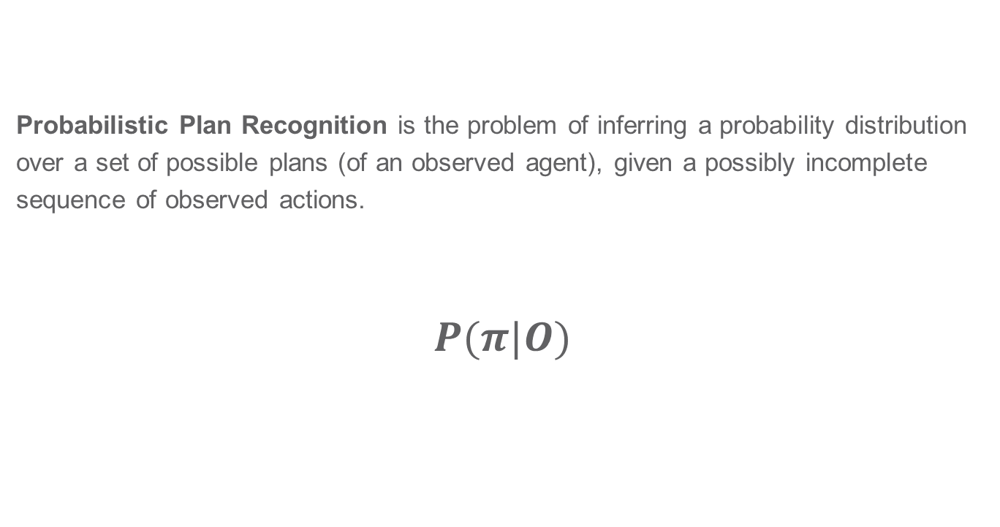 Probabilistic Plan Recognition is the problem of inferring a probability distribution
over a set of possible plans (of an observed agent), given a possibly incomplete
sequence of observed actions.
P(π|O)